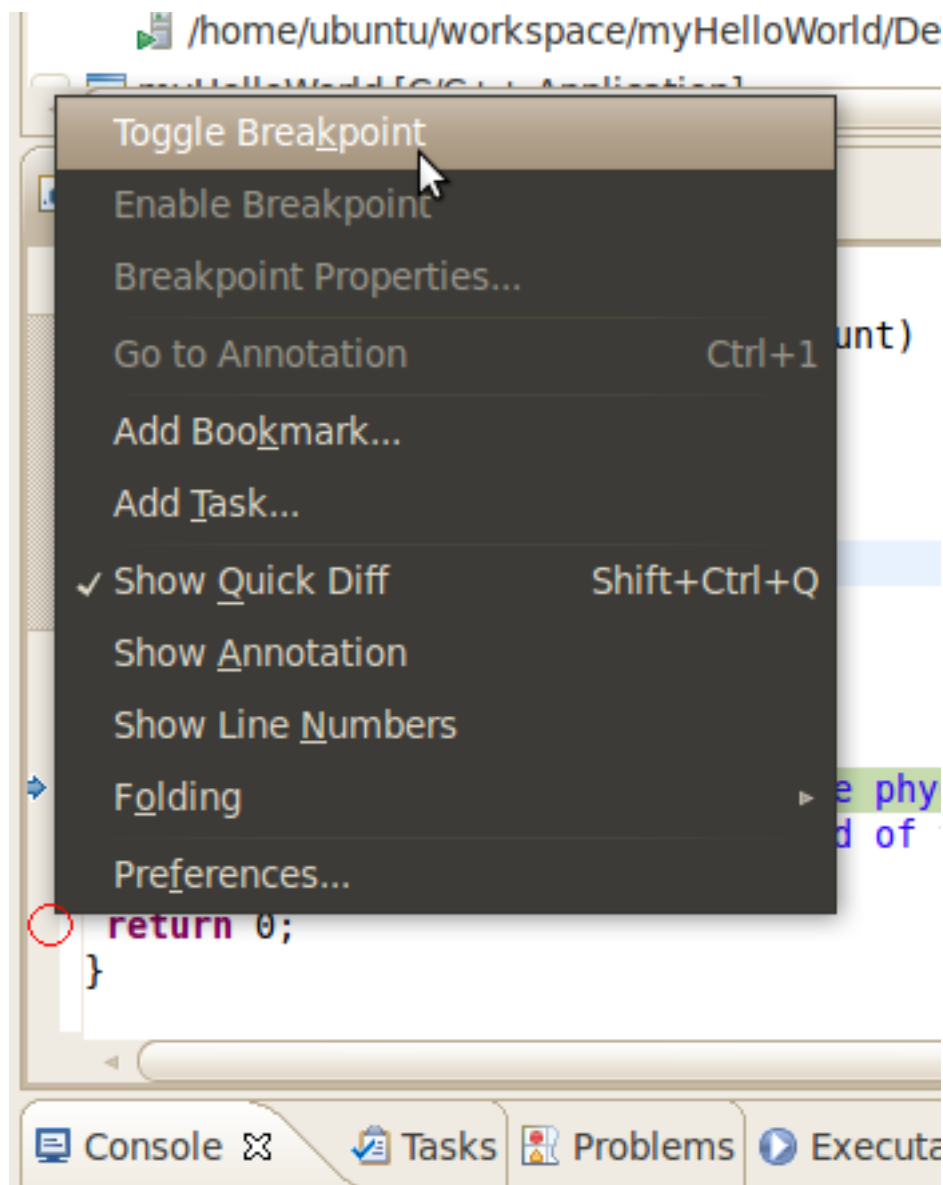 /home/ubuntu/workspace/myHelloWorld/De
myHelloWorld [C/C++ Application]
Toggle Breakpoint
Enable Breakpoint
Breakpoint Properties...
unt)
Go to Annotation Ctrl+1
Add Bookmark...
Add Task...
Show Quick Diff Shift+Ctrl+Q
Show Annotation
Show Line Numbers
Folding
e phy
d of
Preferences...
return 0;
}
Console Tasks Problems Executa